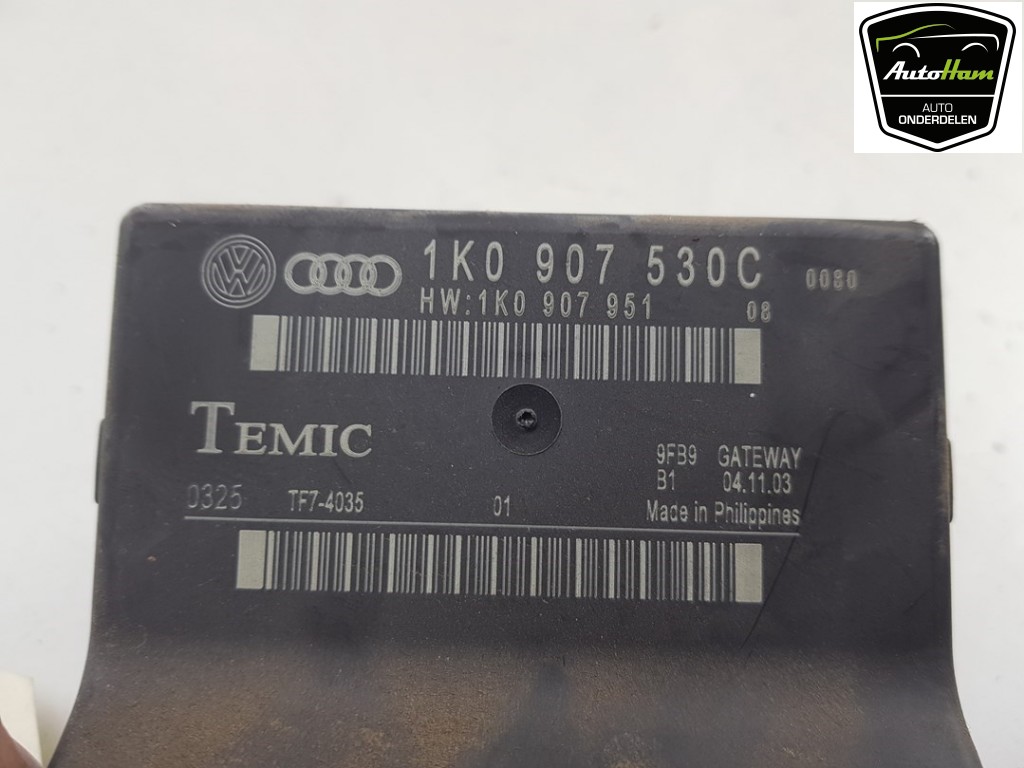 AutoHam
AUTO
ONDERDELEN
1K0 907 530C 0080
HW:1K0 907 951 08
TEMIC
9FB9 GATEWAY
B1 04.11.03
0325 TF7-4035 01 Made in Philippines